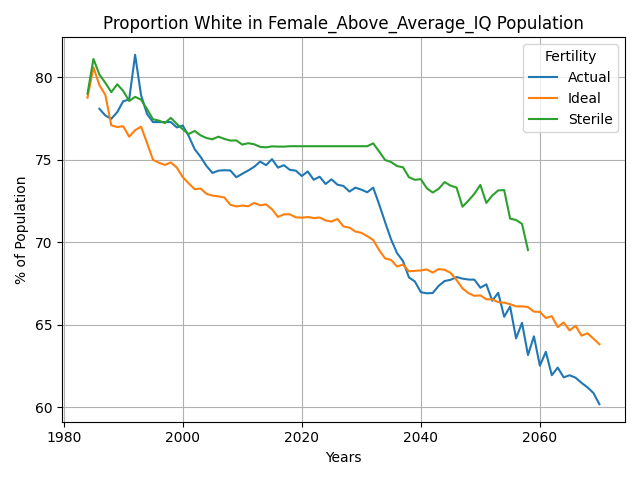 Proportion White in Female_Above_Average_IQ Population
% of Population
80
75
70
65
60
Fertility
Actual
Ideal
Sterile
1980
2000
2020
2040
2060
Years